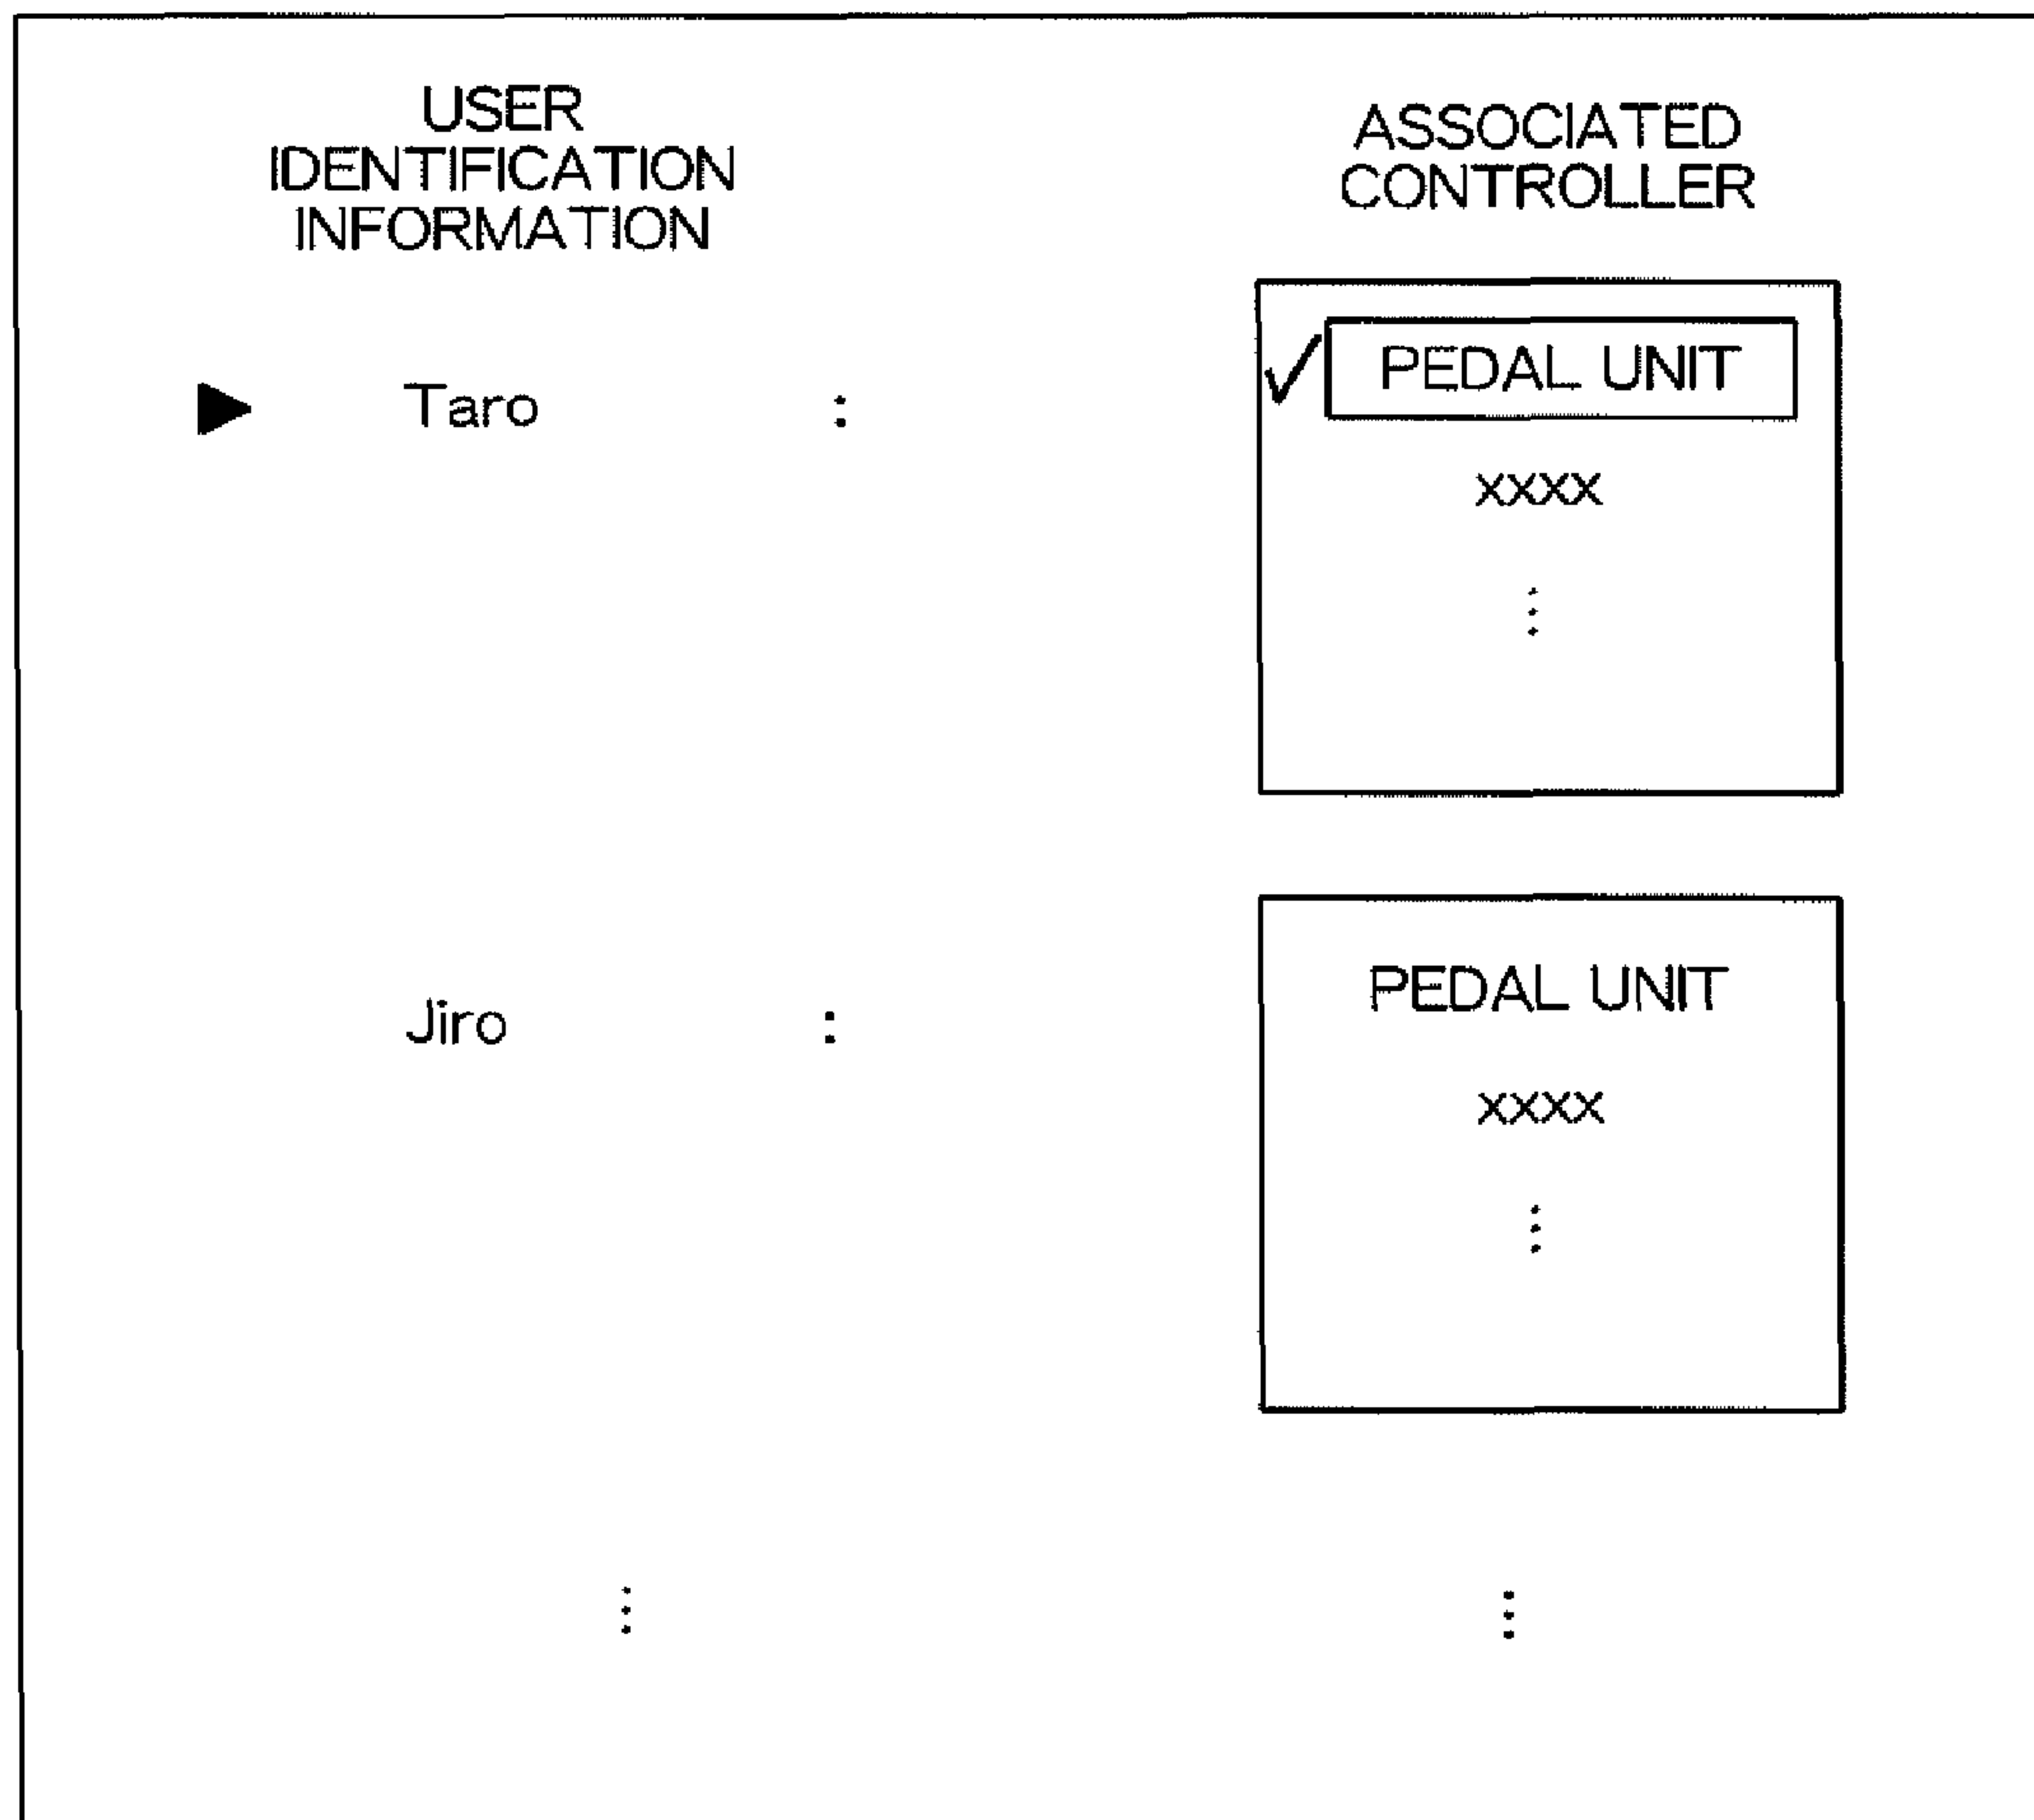 USER
IDENTIFICATION
INFORMATION
ASSOCIATED
CONTROLLER
Taro :
PEDAL UNIT
xxxx
⋮
Jiro :
PEDAL UNIT
xxxx
⋮
⋮ ⋮